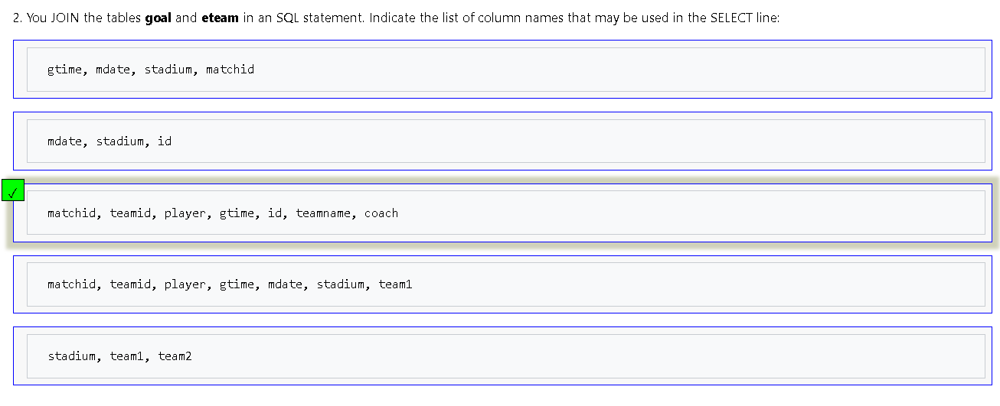 2. You JOIN the tables goal and eteam in an SQL statement. Indicate the list of column names that may be used in the SELECT line:
gtime, mdate, stadium, matchid
mdate, stadium, id
✓
matchid, teamid, player, gtime, id, teamname, coach
matchid, teamid, player, gtime, mdate, stadium, team1
stadium, team1, team2